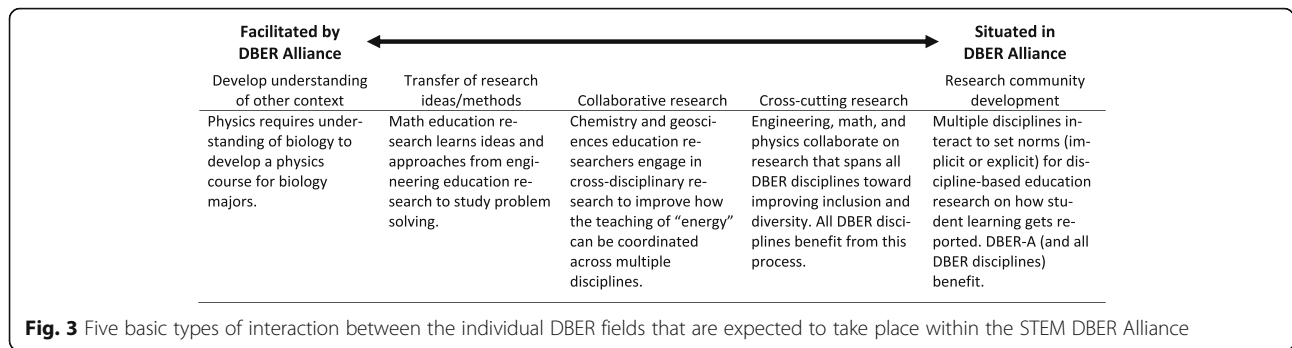 Facilitated by
DBER Alliance
Situated in
DBER Alliance
Develop understanding
of other context
Transfer of research
ideas/methods
Collaborative research
Cross-cutting research
Research community
development
Physics requires under-
standing of biology to
develop a physics
course for biology
majors.
Math education re-
search learns ideas and
approaches from engi-
neering education re-
search to study problem
solving.
Chemistry and geosci-
ences education re-
searchers engage in
cross-disciplinary re-
search to improve how
the teaching of “energy”
can be coordinated
across multiple
disciplines.
Engineering, math, and
physics collaborate on
research that spans all
DBER disciplines toward
improving inclusion and
diversity. All DBER disci-
plines benefit from this
process.
Multiple disciplines in-
teract to set norms (im-
plicit or explicit) for dis-
cipline-based education
research on how stu-
dent learning gets re-
ported. DBER-A (and all
DBER disciplines)
benefit.
Fig. 3 Five basic types of interaction between the individual DBER fields that are expected to take place within the STEM DBER Alliance